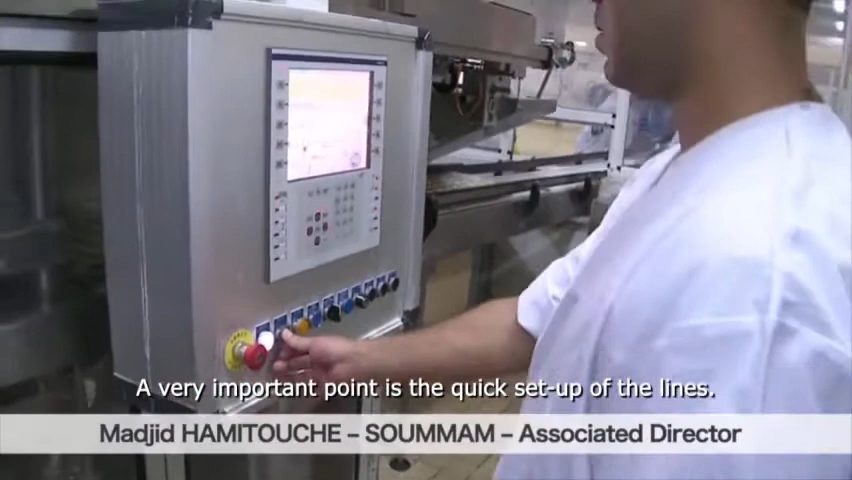 A very important point is the quick set-up of the lines.
Madjid HAMITOUCHE – SOUMMAM – Associated Director